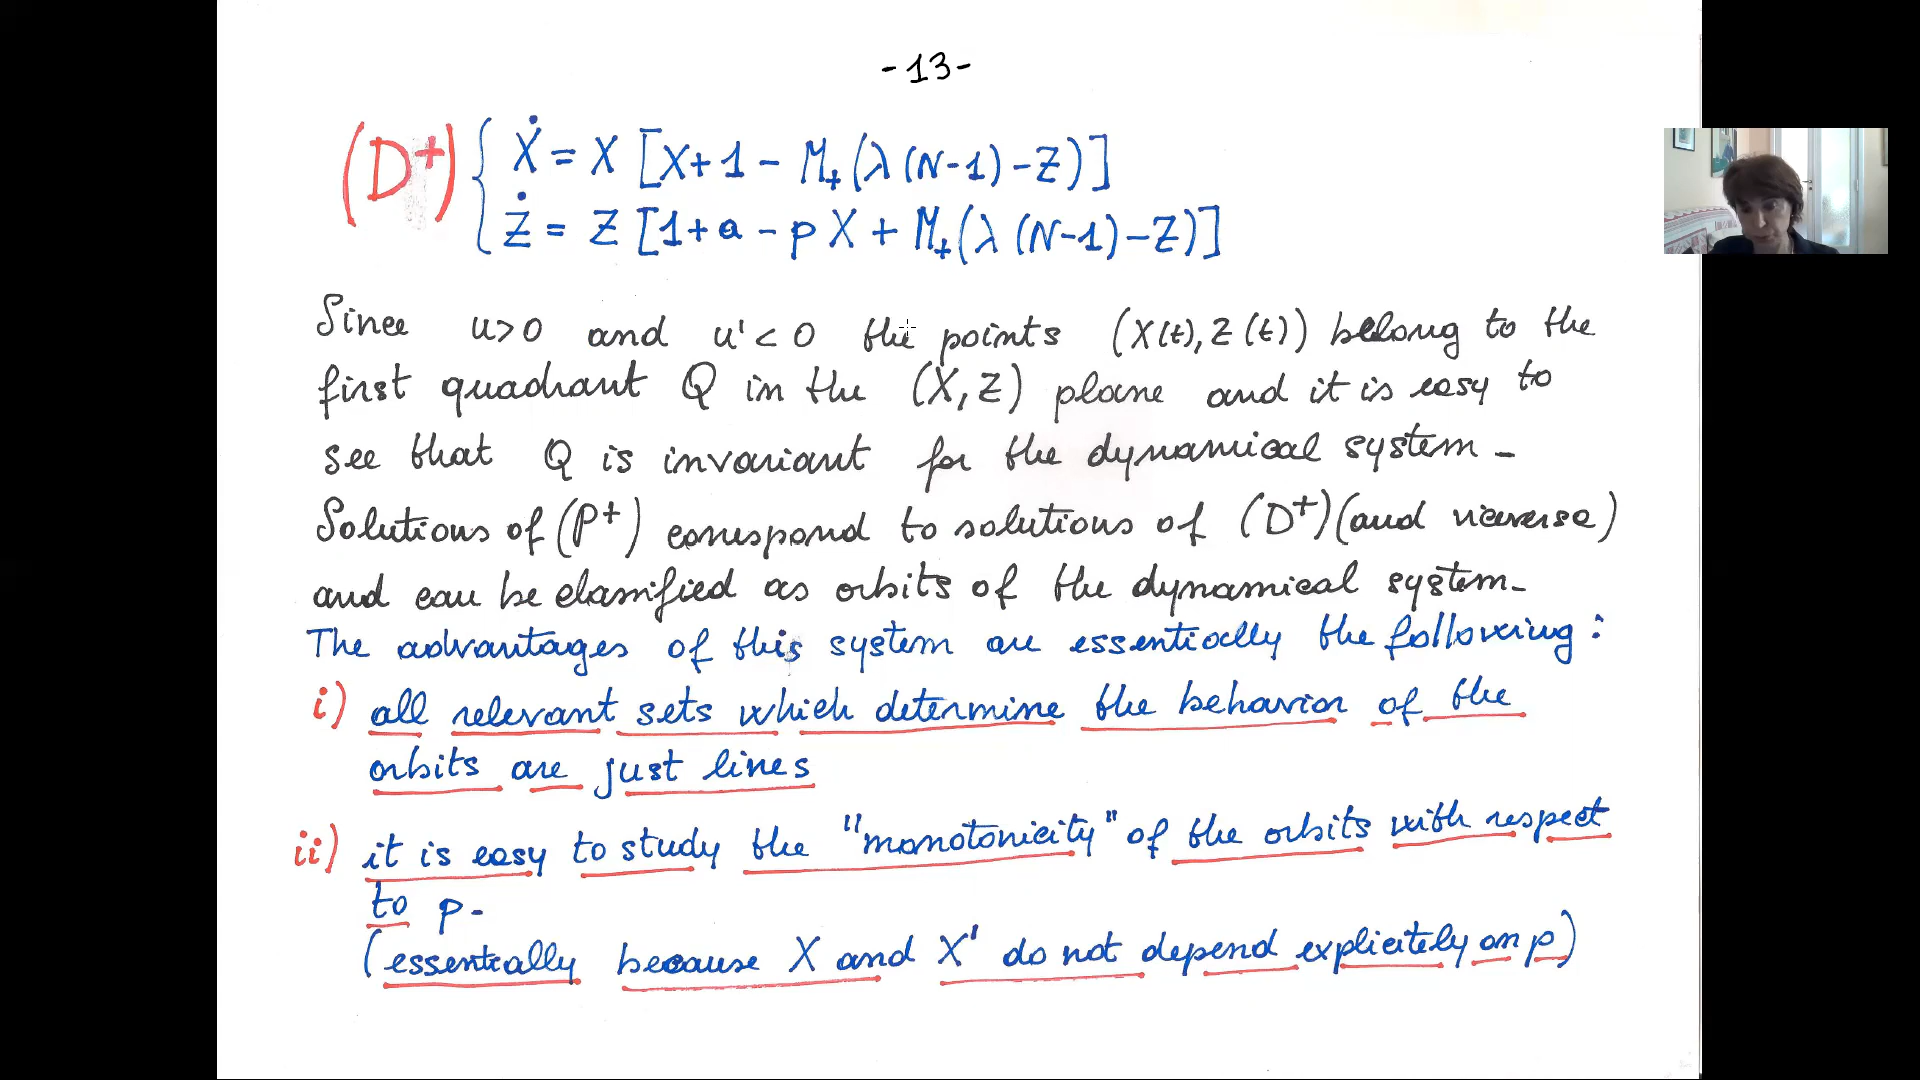 -13-
(D⁺) { Ẋ = X [X+1 - M₊(λ(N-1)-Z)]
Ż = Z [1+a - pX + M₊(λ(N-1)-Z)]
Since u>0 and u'<0 the points (X(t), Z(t)) belong to the
first quadrant Q in the (X,Z) plane and it is easy to
see that Q is invariant for the dynamical system -
Solutions of (P⁺) correspond to solutions of (D⁺) (and viceversa)
and can be classified as orbits of the dynamical system -
The advantages of this system are essentially the following :
i) all relevant sets which determine the behavior of the
orbits are just lines
ii) it is easy to study the "monotonicity" of the orbits with respect
to p -
(essentially because X and X' do not depend explicitely on p)